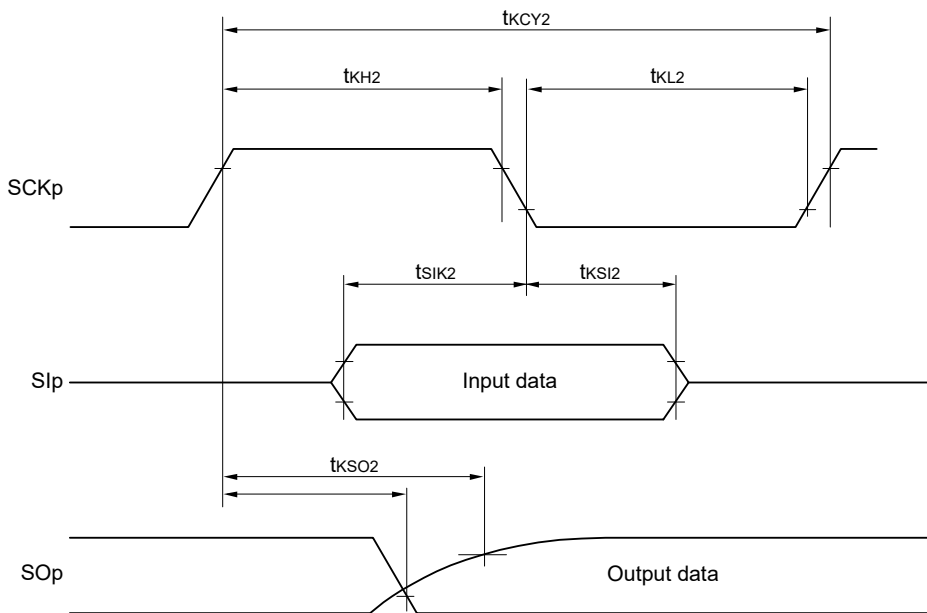 tKCY2
tKH2
tKL2
SCKp
tSIK2
tKSI2
SIp
Input data
tKSO2
SOp
Output data